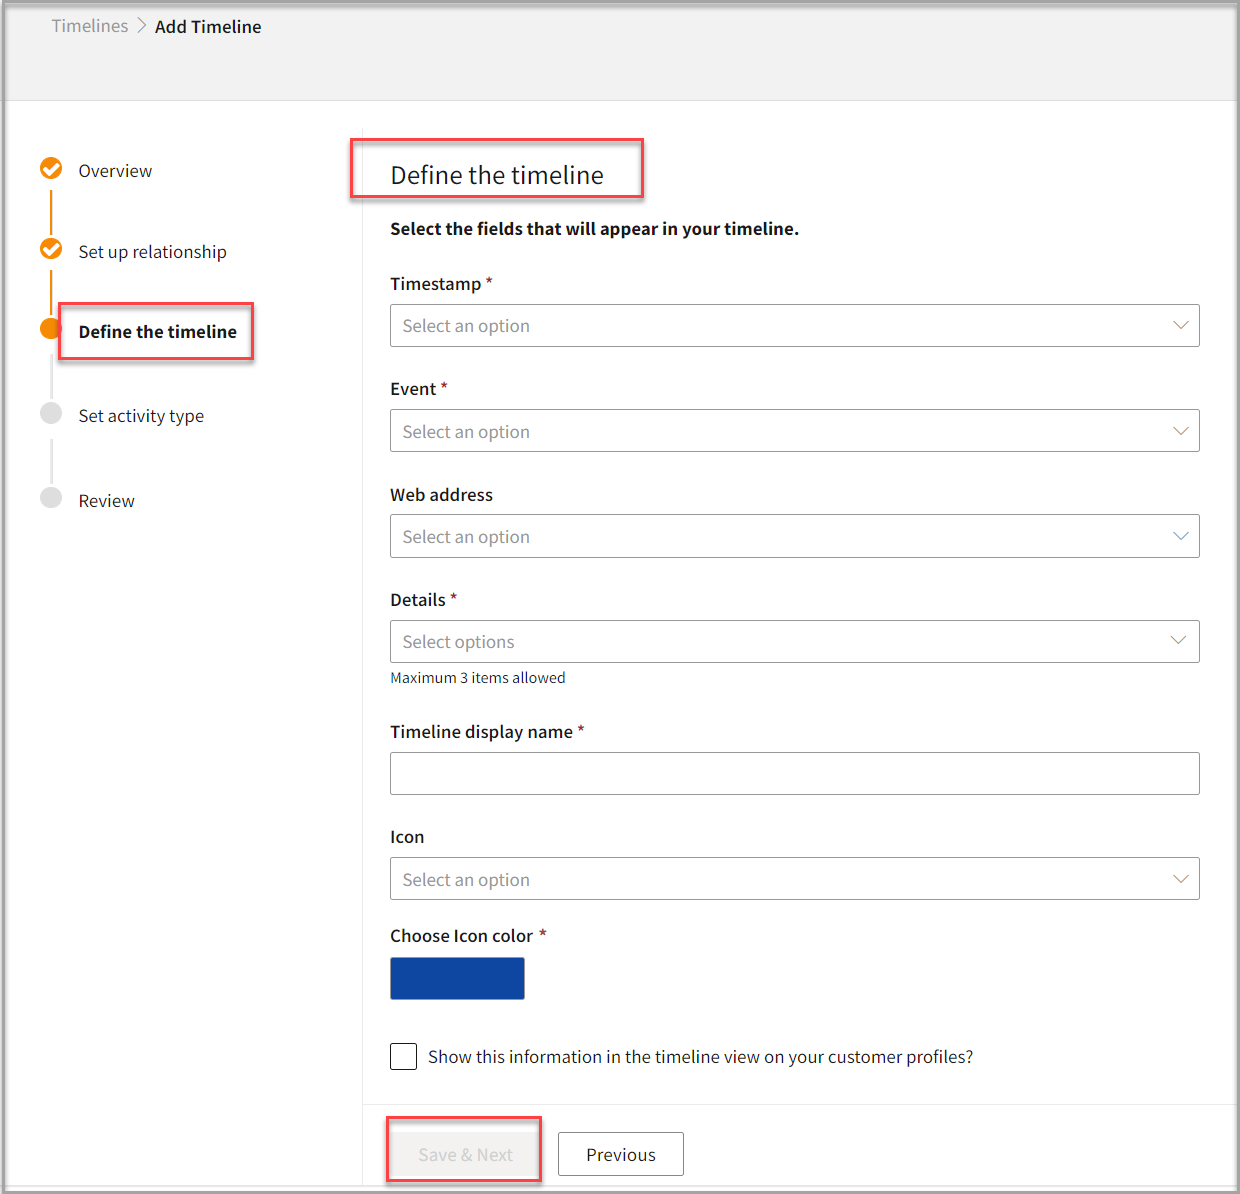 Timelines > Add Timeline
Overview
Set up relationship
Define the timeline
Set activity type
Review
Define the timeline
Select the fields that will appear in your timeline.
Timestamp *
Select an option
Event *
Select an option
Web address
Select an option
Details *
Select options
Maximum 3 items allowed
Timeline display name *
Icon
Select an option
Choose Icon color *
Show this information in the timeline view on your customer profiles?
Save & Next
Previous